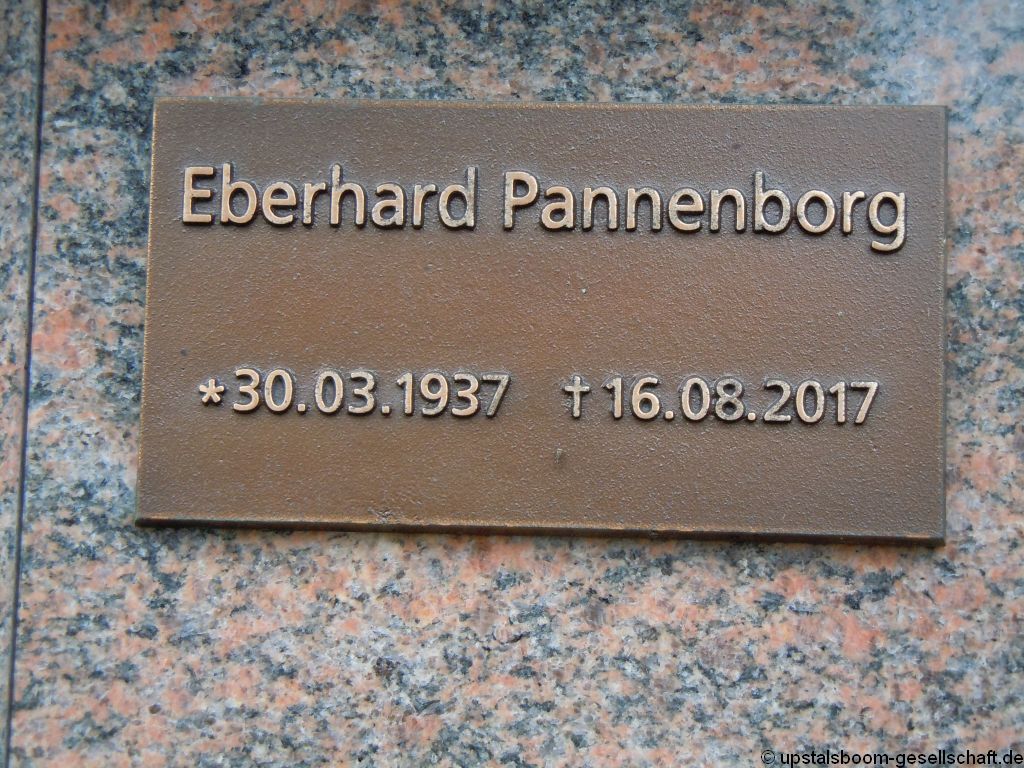 Eberhard Pannenborg
*30.03.1937 †16.08.2017
© upstalsboom-gesellschaft.de